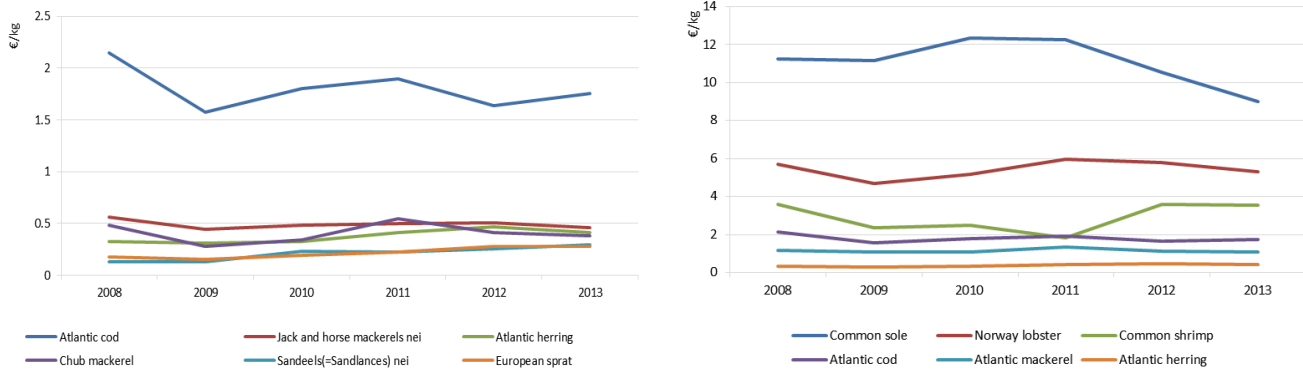 €/kg
2.5
2
1.5
1
0.5
0
2008 2009 2010 2011 2012 2013
Atlantic cod Jack and horse mackerels nei Atlantic herring
Chub mackerel Sandeels(=Sandlances) nei European sprat
€/kg
14
12
10
8
6
4
2
0
2008 2009 2010 2011 2012 2013
Common sole Norway lobster Common shrimp
Atlantic cod Atlantic mackerel Atlantic herring